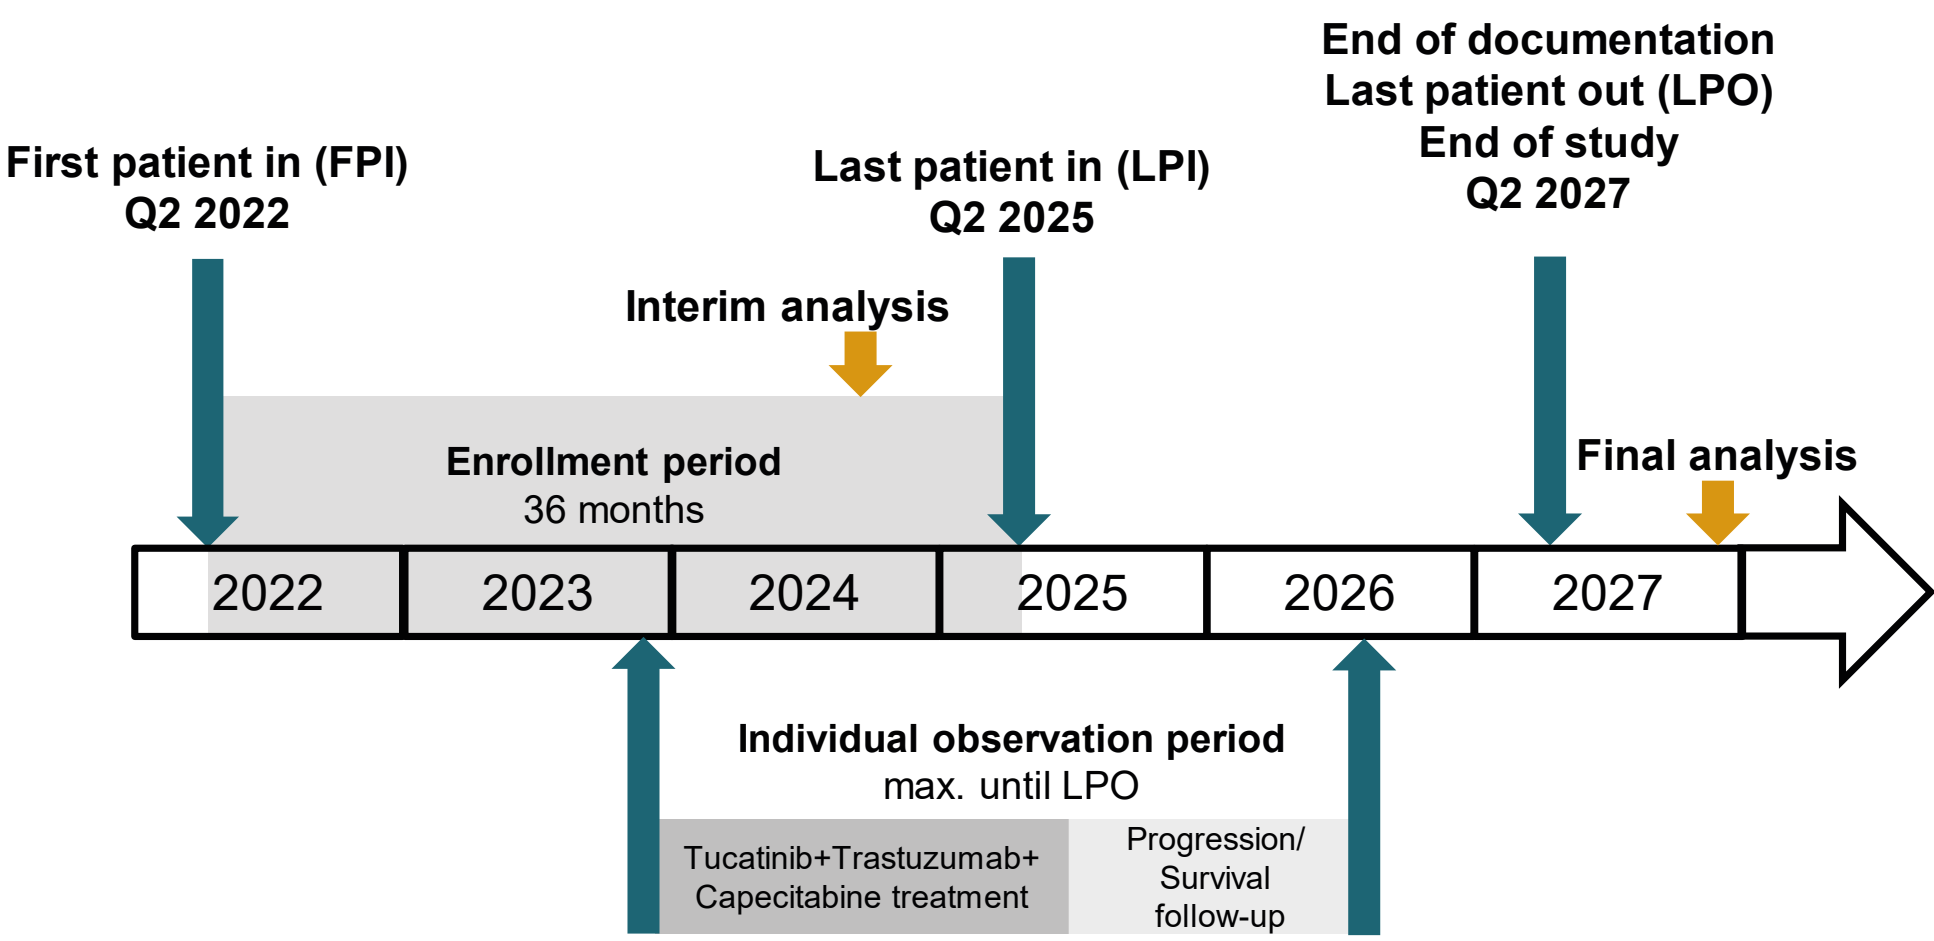 First patient in (FPI)
Q2 2022
Last patient in (LPI)
Q2 2025
End of documentation
Last patient out (LPO)
End of study
Q2 2027
Interim analysis
Final analysis
Enrollment period
36 months
2022
2023
2024
2025
2026
2027
Individual observation period
max. until LPO
Tucatinib+Trastuzumab+
Capecitabine treatment
Progression/
Survival
follow-up